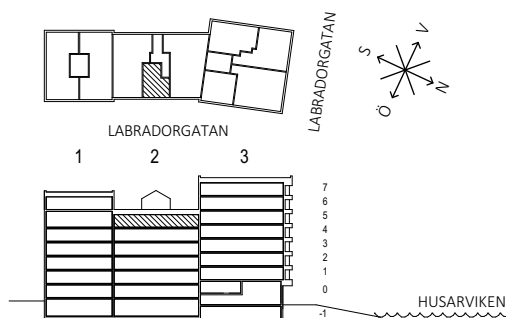 LABRADORGATAN
S
V
Ö
N
LABRADORGATAN
1 2 3
7
6
5
4
3
2
1
0
-1
HUSARVIKEN